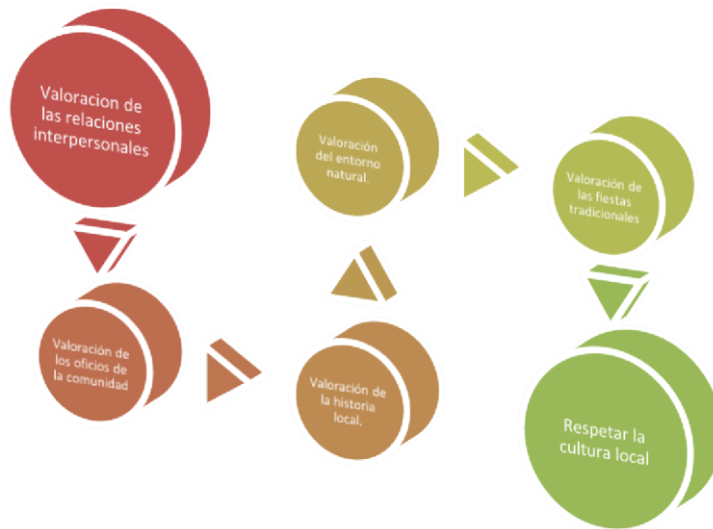 Valoracion de
las relaciones
interpersonales
Valoración de
los oficios de
la comunidad
Valoración de
la historia
local.
Valoración
del entorno
natural.
Valoración de
las fiestas
tradicionales
Respetar la
cultura local